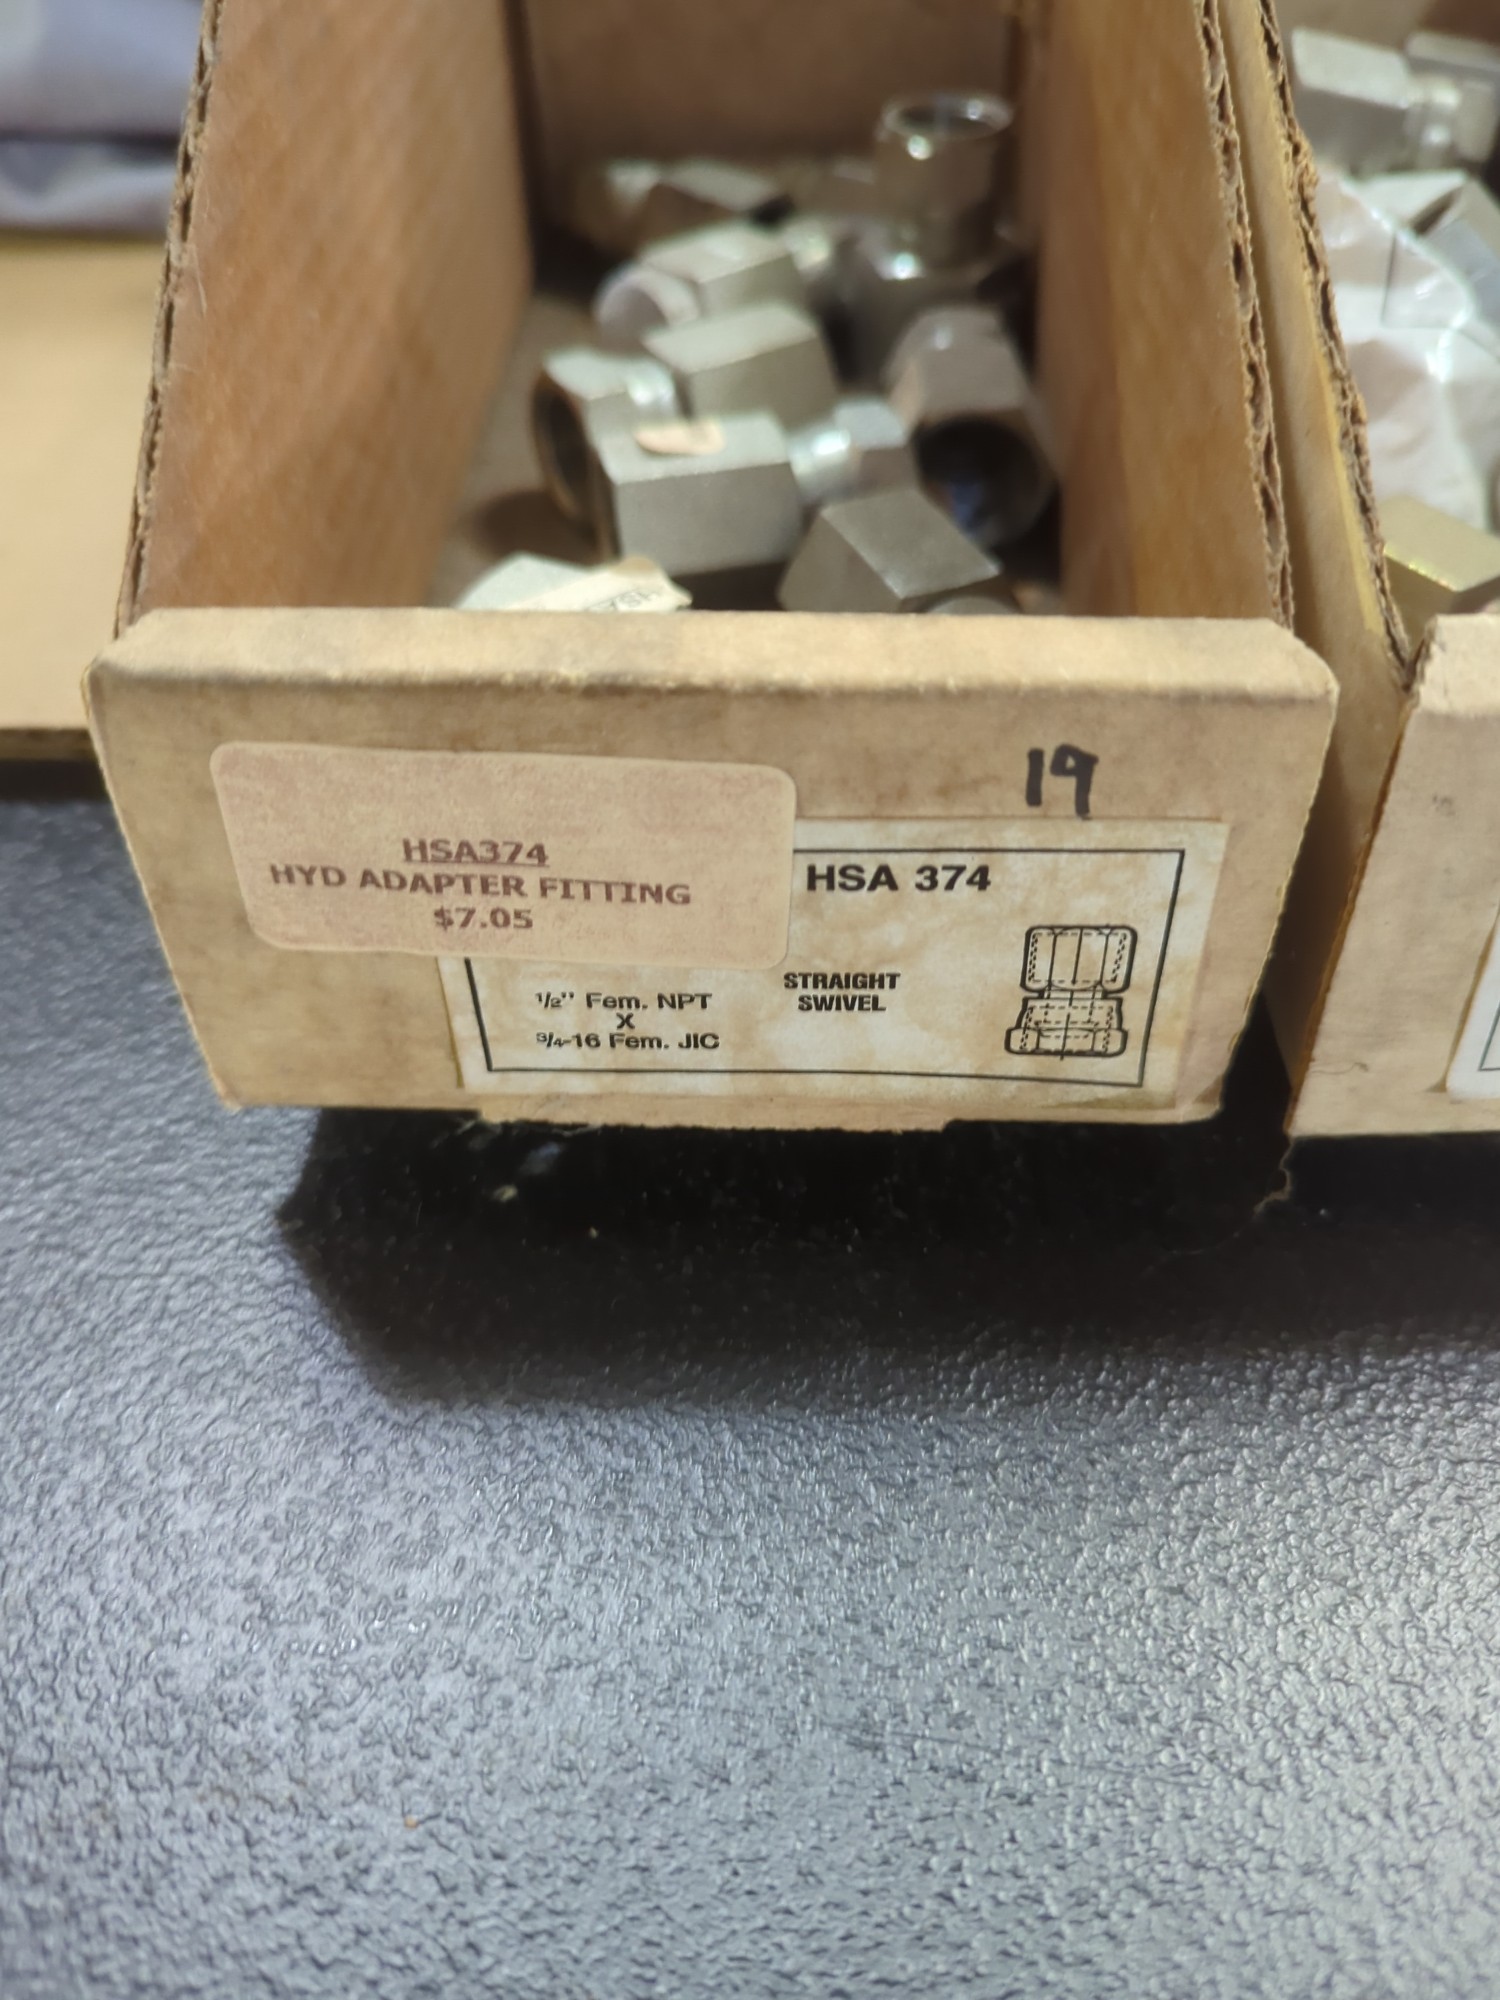 19
HSA374
HYD ADAPTER FITTING
$7.05
HSA 374
STRAIGHT
SWIVEL
1/2" Fem. NPT
X
3/4-16 Fem. JIC